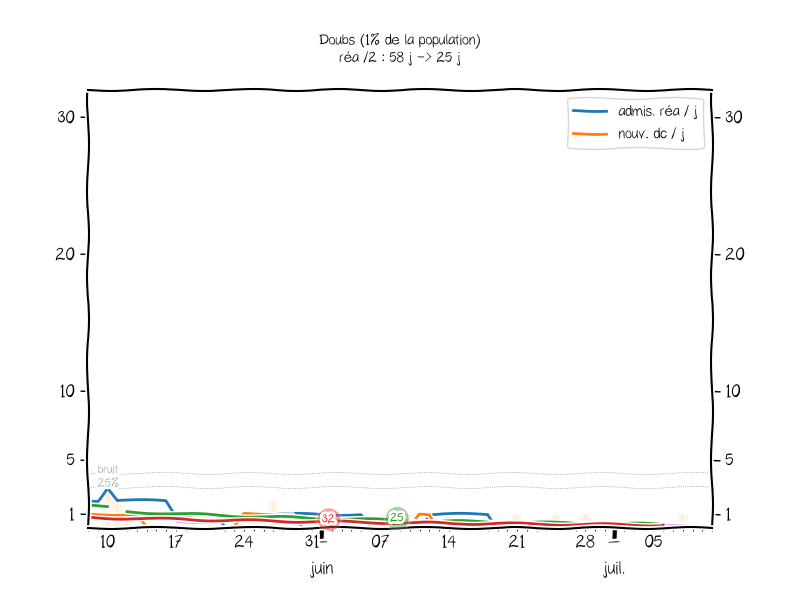 Doubs (1% de la population)
réa /2 : 58 j -> 25 j
admis. réa / j
nouv. dc / j
30
30
20
20
10
10
5
5
bruit
25%
1
1
32
25
10 17 24 31 07 14 21 28 05
juin juil.